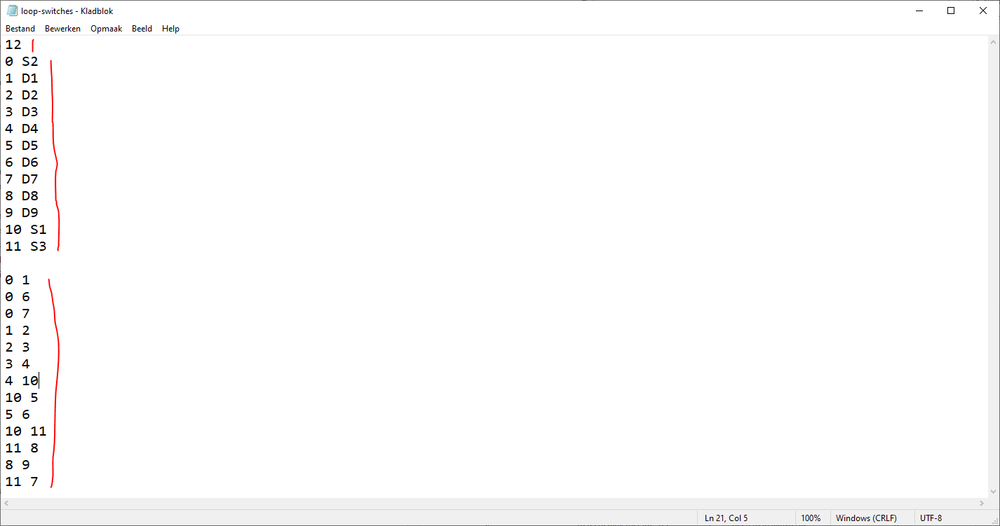 loop-switches - Kladblok
Bestand Bewerken Opmaak Beeld Help
12
0 S2
1 D1
2 D2
3 D3
4 D4
5 D5
6 D6
7 D7
8 D8
9 D9
10 S1
11 S3
0 1
0 6
0 7
1 2
2 3
3 4
4 10
10 5
5 6
10 11
11 8
8 9
11 7
Ln 21, Col 5 100% Windows (CRLF) UTF-8